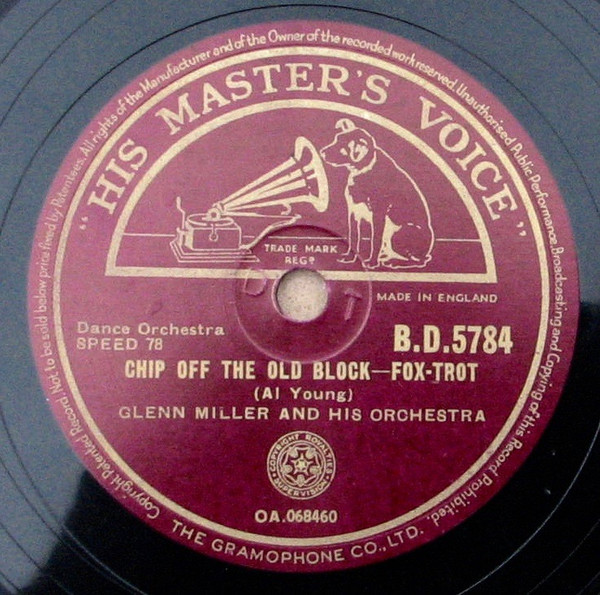 Copyright Patented Record Not to be sold below price fixed by Patentees. All rights of the Manufacturer and of the Owner of the recorded work reserved. Unauthorised Public Performance, Broadcasting and Copying of this Record Prohibited.
"HIS MASTER'S VOICE"
TRADE MARK
REGD
MADE IN ENGLAND
Dance Orchestra
SPEED 78
B.D.5784
CHIP OFF THE OLD BLOCK—FOX-TROT
(Al Young)
GLENN MILLER AND HIS ORCHESTRA
COPYRIGHT ROYALTIES
SUPERVISION
OA.068460
THE GRAMOPHONE CO., LTD.